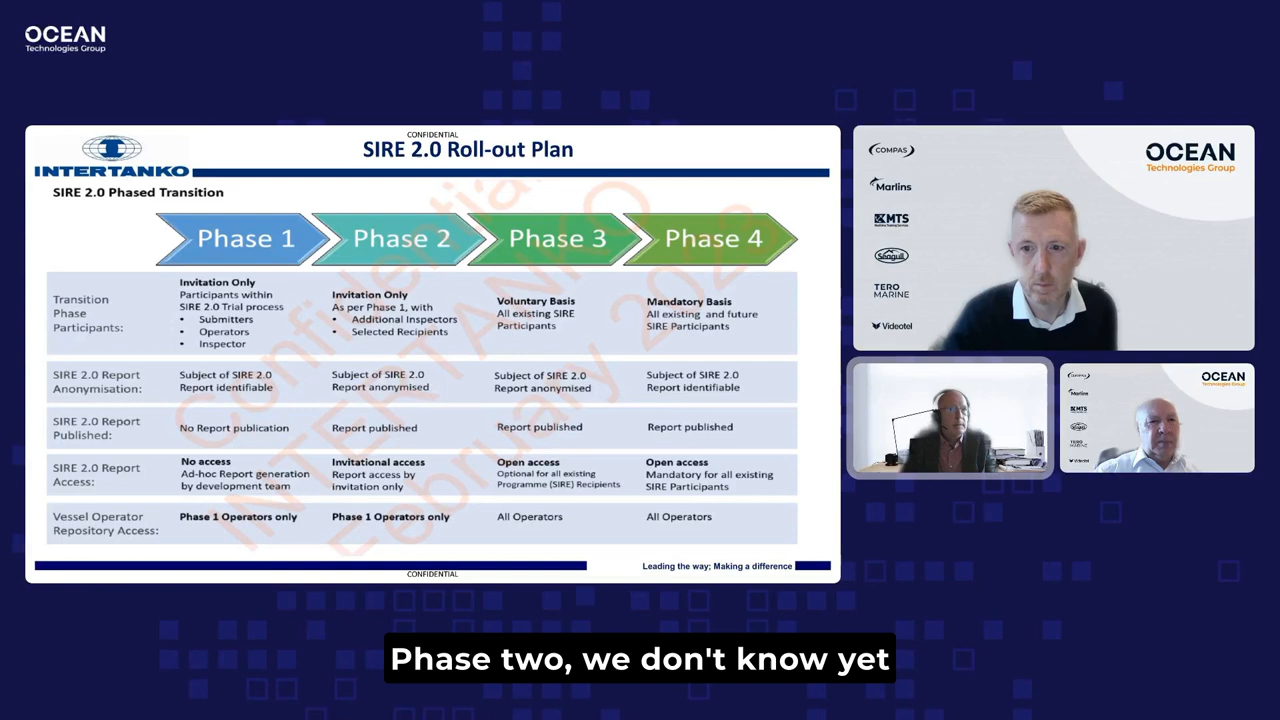 OCEAN
Technologies Group
CONFIDENTIAL
SIRE 2.0 Roll-out Plan
INTERTANKO
SIRE 2.0 Phased Transition
Phase 1
Phase 2
Phase 3
Phase 4
Transition
Phase
Participants:
Invitation Only
Participants within
SIRE 2.0 Trial process
• Submitters
• Operators
• Inspector
Invitation Only
As per Phase 1, with
• Additional Inspectors
• Selected Recipients
Voluntary Basis
All existing SIRE
Participants
Mandatory Basis
All existing and future
SIRE Participants
SIRE 2.0 Report
Anonymisation:
Subject of SIRE 2.0
Report identifiable
Subject of SIRE 2.0
Report anonymised
Subject of SIRE 2.0
Report anonymised
Subject of SIRE 2.0
Report identifiable
SIRE 2.0 Report
Published:
No Report publication
Report published
Report published
Report published
SIRE 2.0 Report
Access:
No access
Ad-hoc Report generation
by development team
Invitational access
Report access by
invitation only
Open access
Optional for all existing
Programme (SIRE) Recipients
Open access
Mandatory for all existing
SIRE Participants
Vessel Operator
Repository Access:
Phase 1 Operators only
Phase 1 Operators only
All Operators
All Operators
Confidential
INTERTANKO
Leading the way; Making a difference
CONFIDENTIAL
COMPAS
Marlins
MTS
Seagull
TERO
MARINE
Videotel
OCEAN
Technologies Group
COMPAS
Marlins
MTS
TERO
MARINE
Videotel
OCEAN
Technologies Group
Phase two, we don't know yet